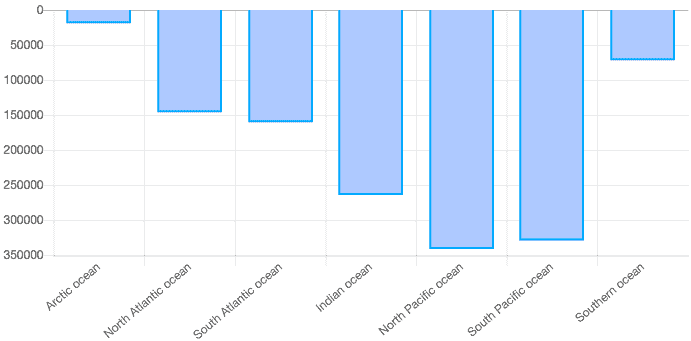 0
50000
100000
150000
200000
250000
300000
350000
Arctic ocean
North Atlantic ocean
South Atlantic ocean
Indian ocean
North Pacific ocean
South Pacific ocean
Southern ocean